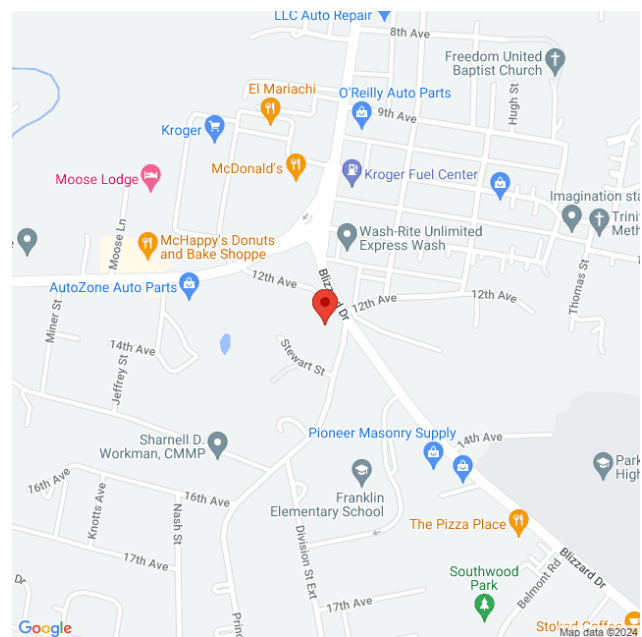 LLC Auto Repair
8th Ave
Freedom United
Baptist Church
Hugh St
El Mariachi
O'Reilly Auto Parts
9th Ave
Kroger
McDonald's
Kroger Fuel Center
Moose Lodge
Imagination sta
Trini
Meth
Moose Ln
Wash-Rite Unlimited
Express Wash
McHappy's Donuts
and Bake Shoppe
12th Ave
Blizzard Dr
AutoZone Auto Parts
12th Ave
12th Ave
Thomas St
Miner St
14th Ave
Jeffrey St
Stewart St
Sharnell D.
Workman, CMMP
Pioneer Masonry Supply
14th Ave
Park
High
16th Ave
Knotts Ave
16th Ave
Nash St
Franklin
Elementary School
Division St Ext
The Pizza Place
17th Ave
Blizzard Dr
Belmont Rd
Southwood
Park
Dr
17th Ave
Princ
Stoked Coffee
Google
Map data ©2024